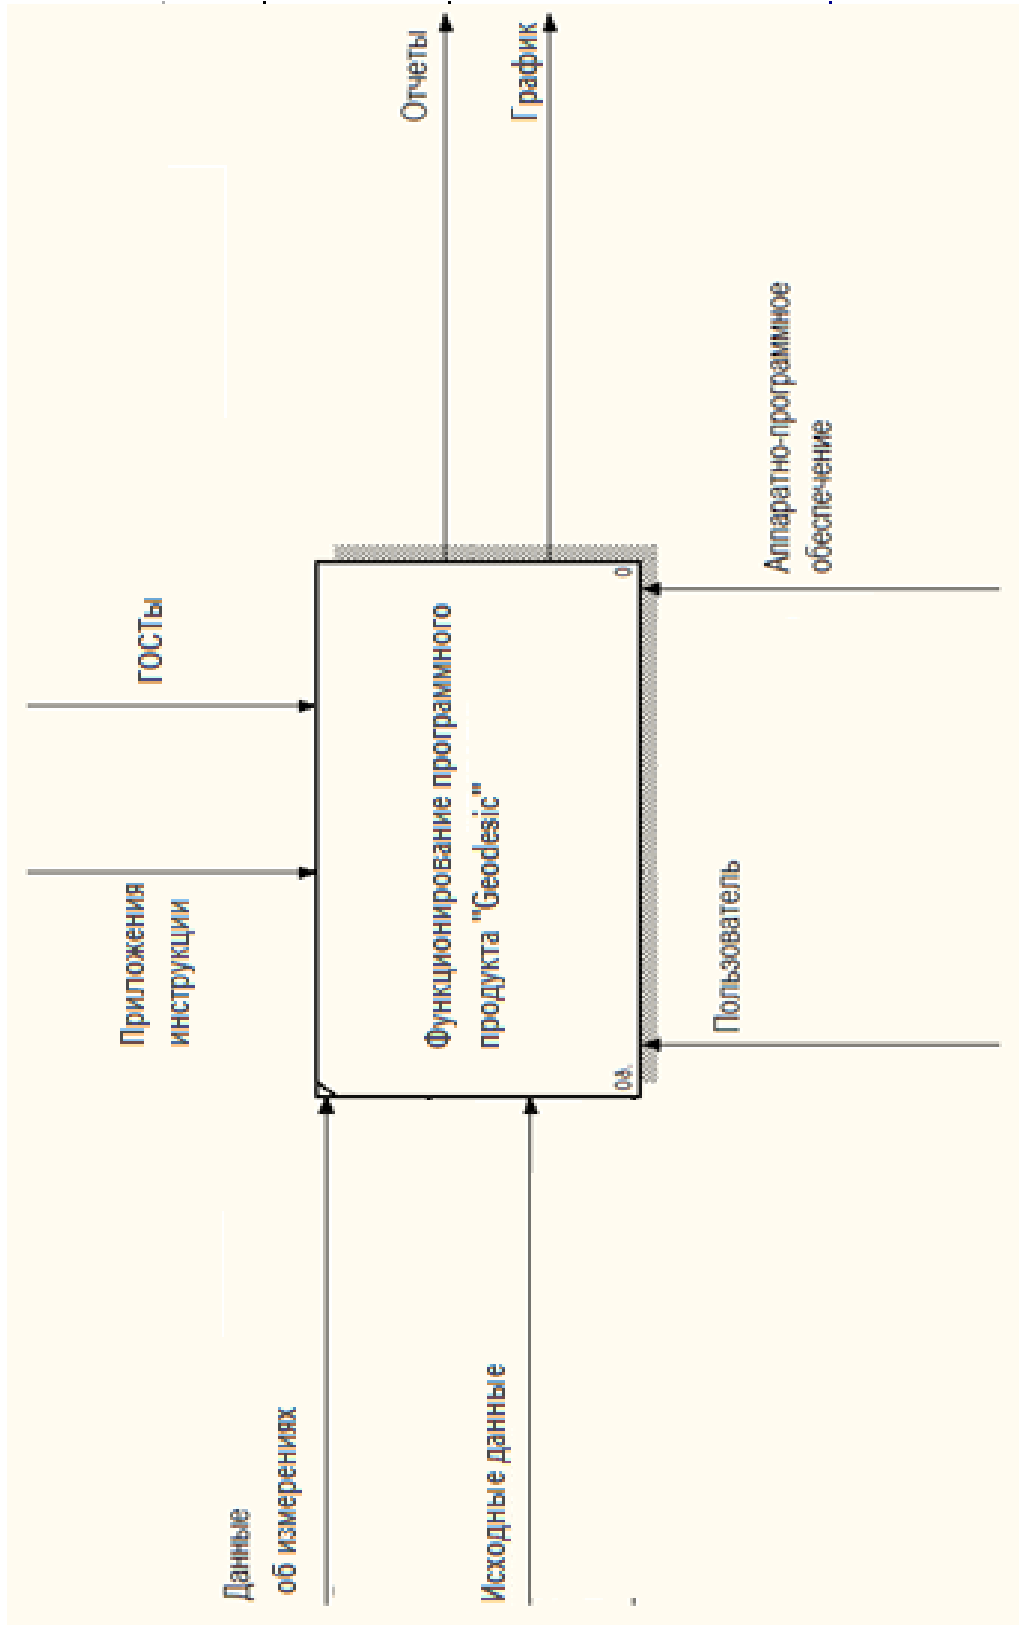 Приложения
инструкции
ГОСТы
Данные
об измерениях
Исходные данные
Функционирование программного
продукта "Geodesic"
0р.
0
Отчеты
График
Пользователь
Аппаратно-программное
обеспечение